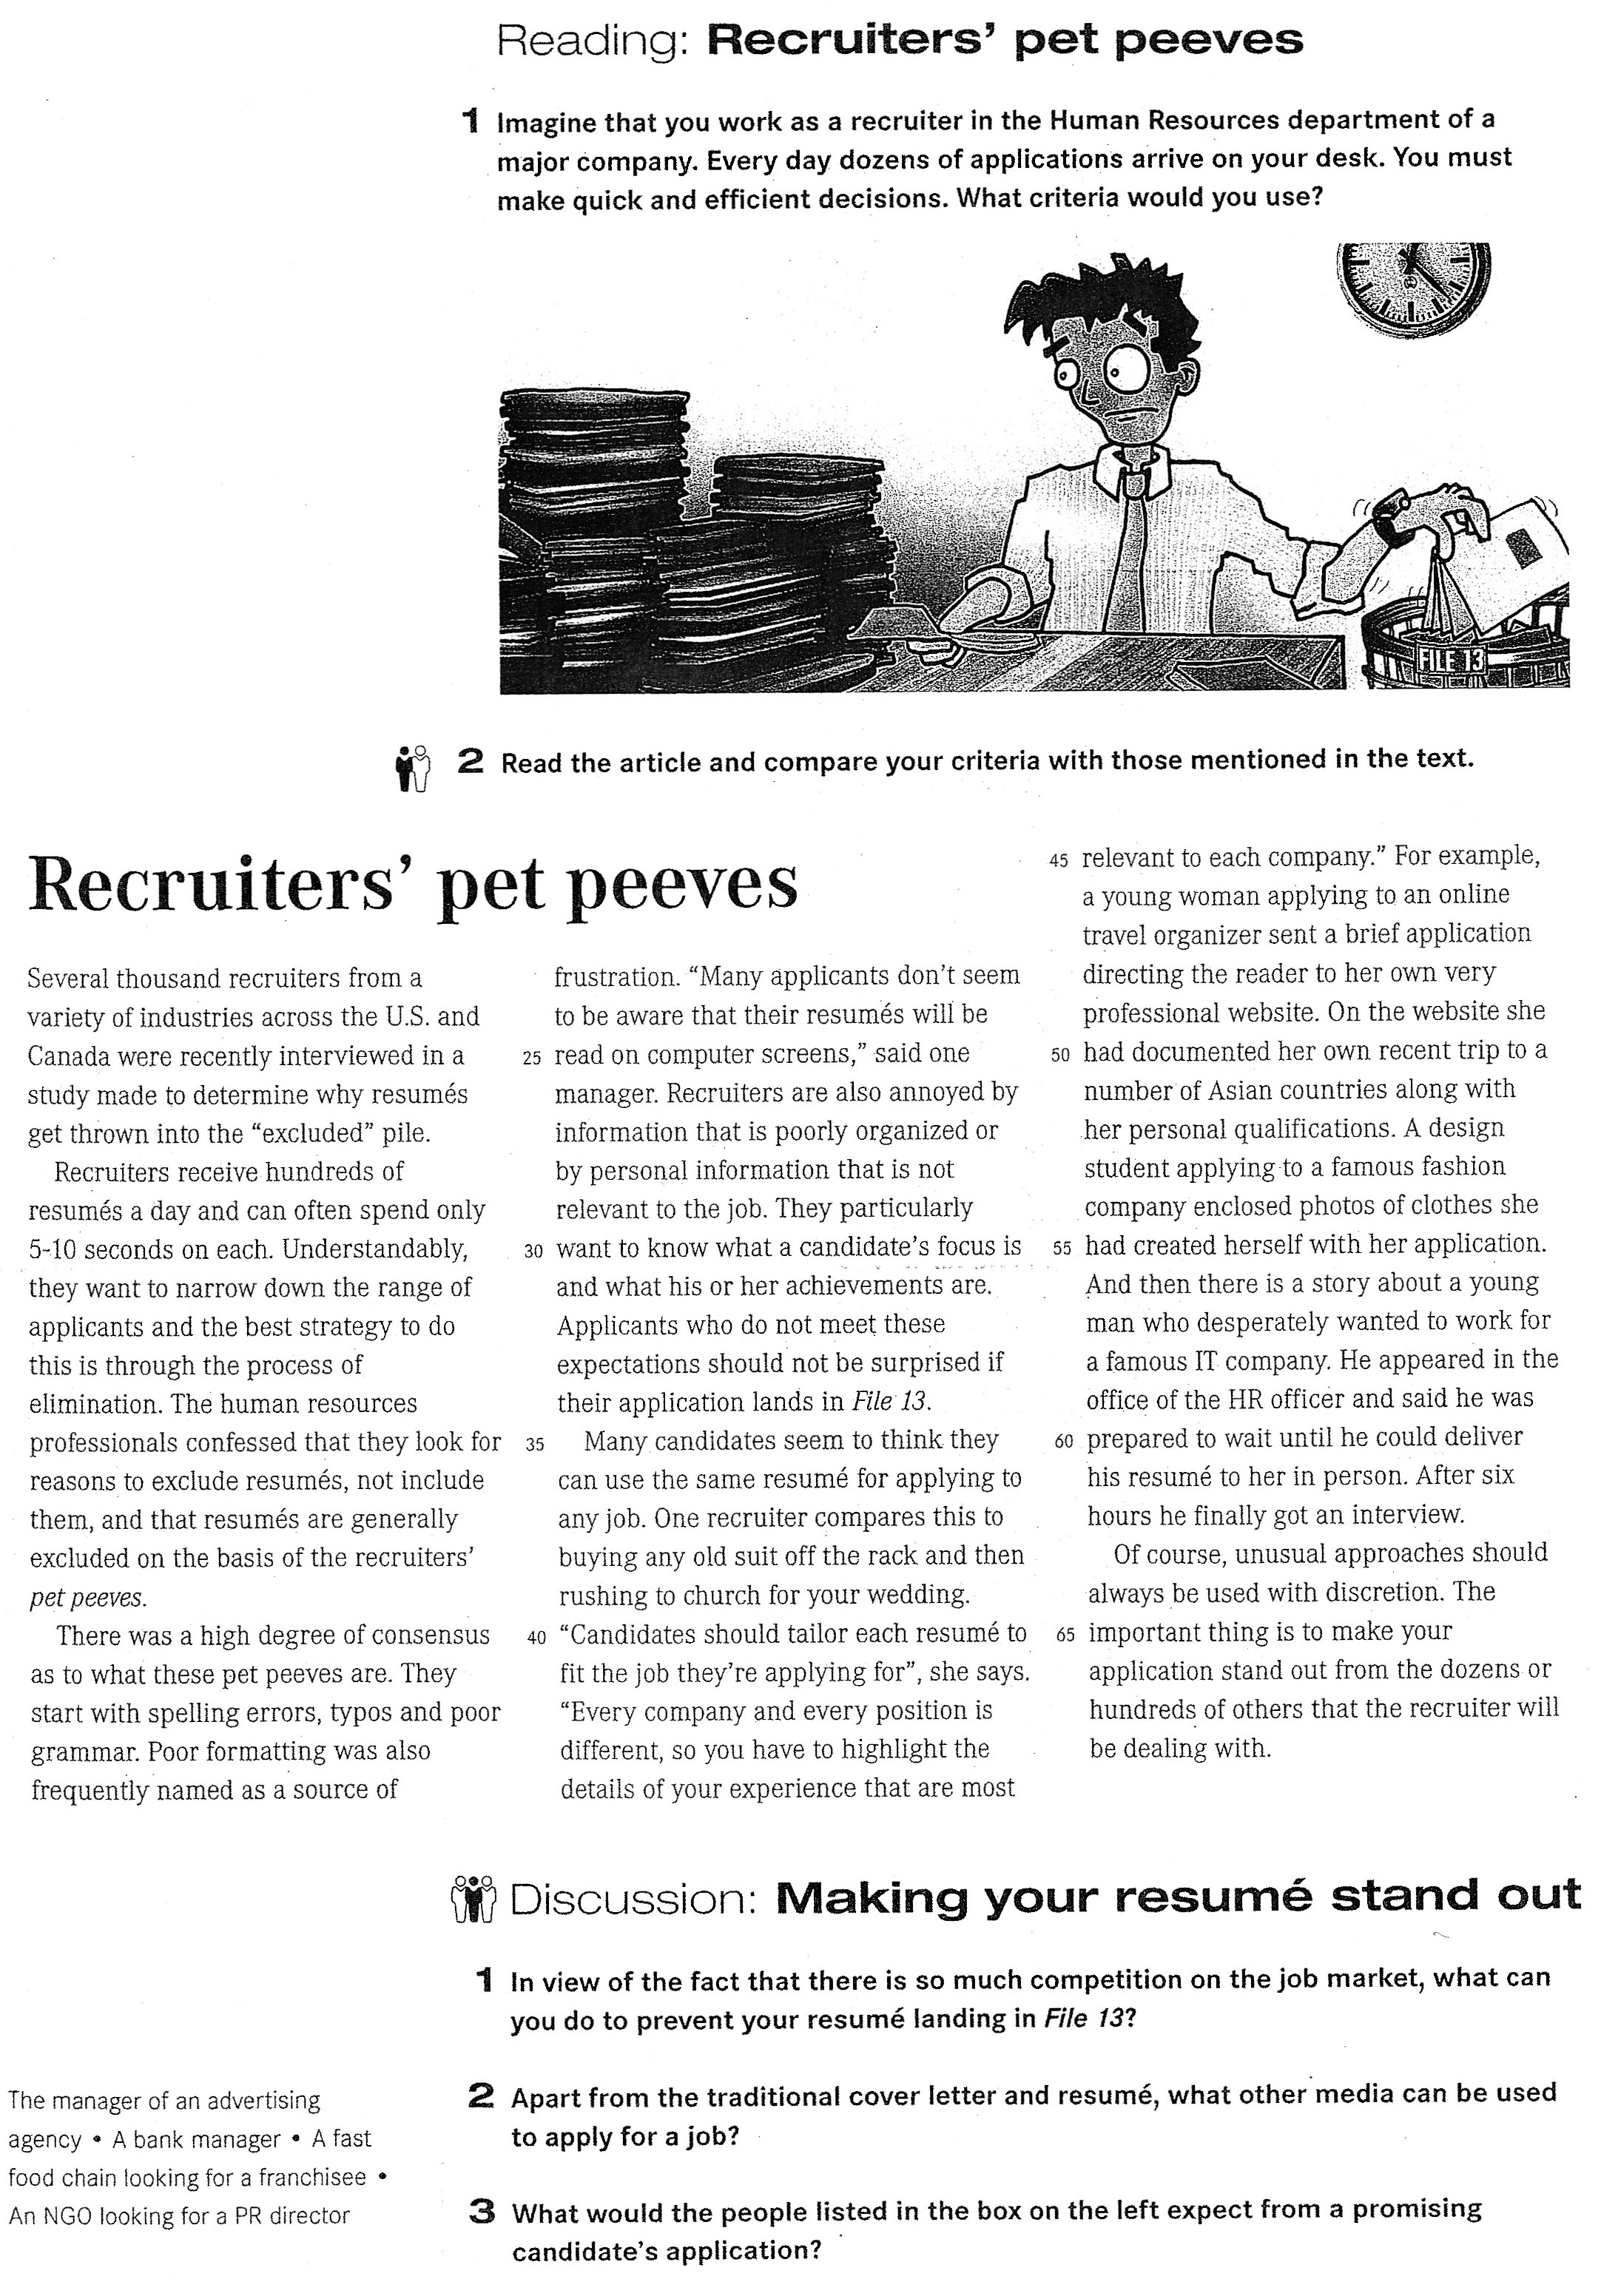 Reading: Recruiters' pet peeves
1 Imagine that you work as a recruiter in the Human Resources department of a
major company. Every day dozens of applications arrive on your desk. You must
make quick and efficient decisions. What criteria would you use?
FILE 13
2 Read the article and compare your criteria with those mentioned in the text.
Recruiters' pet peeves
Several thousand recruiters from a
variety of industries across the U.S. and
Canada were recently interviewed in a
study made to determine why resumés
get thrown into the "excluded" pile.
Recruiters receive hundreds of
resumés a day and can often spend only
5-10 seconds on each. Understandably,
they want to narrow down the range of
applicants and the best strategy to do
this is through the process of
elimination. The human resources
professionals confessed that they look for
reasons to exclude resumés, not include
them, and that resumés are generally
excluded on the basis of the recruiters'
pet peeves.
There was a high degree of consensus
as to what these pet peeves are. They
start with spelling errors, typos and poor
grammar. Poor formatting was also
frequently named as a source of
frustration. "Many applicants don't seem
to be aware that their resumés will be
25 read on computer screens," said one
manager. Recruiters are also annoyed by
information that is poorly organized or
by personal information that is not
relevant to the job. They particularly
30 want to know what a candidate's focus is
and what his or her achievements are.
Applicants who do not meet these
expectations should not be surprised if
their application lands in File 13.
35 Many candidates seem to think they
can use the same resumé for applying to
any job. One recruiter compares this to
buying any old suit off the rack and then
rushing to church for your wedding.
40 "Candidates should tailor each resumé to
fit the job they're applying for", she says.
"Every company and every position is
different, so you have to highlight the
details of your experience that are most
45 relevant to each company." For example,
a young woman applying to an online
travel organizer sent a brief application
directing the reader to her own very
professional website. On the website she
50 had documented her own recent trip to a
number of Asian countries along with
her personal qualifications. A design
student applying to a famous fashion
company enclosed photos of clothes she
55 had created herself with her application.
And then there is a story about a young
man who desperately wanted to work for
a famous IT company. He appeared in the
office of the HR officer and said he was
60 prepared to wait until he could deliver
his resumé to her in person. After six
hours he finally got an interview.
Of course, unusual approaches should
always be used with discretion. The
65 important thing is to make your
application stand out from the dozens or
hundreds of others that the recruiter will
be dealing with.
Discussion: Making your resumé stand out
1 In view of the fact that there is so much competition on the job market, what can
you do to prevent your resumé landing in File 13?
2 Apart from the traditional cover letter and resumé, what other media can be used
to apply for a job?
3 What would the people listed in the box on the left expect from a promising
candidate's application?
The manager of an advertising
agency • A bank manager • A fast
food chain looking for a franchisee •
An NGO looking for a PR director